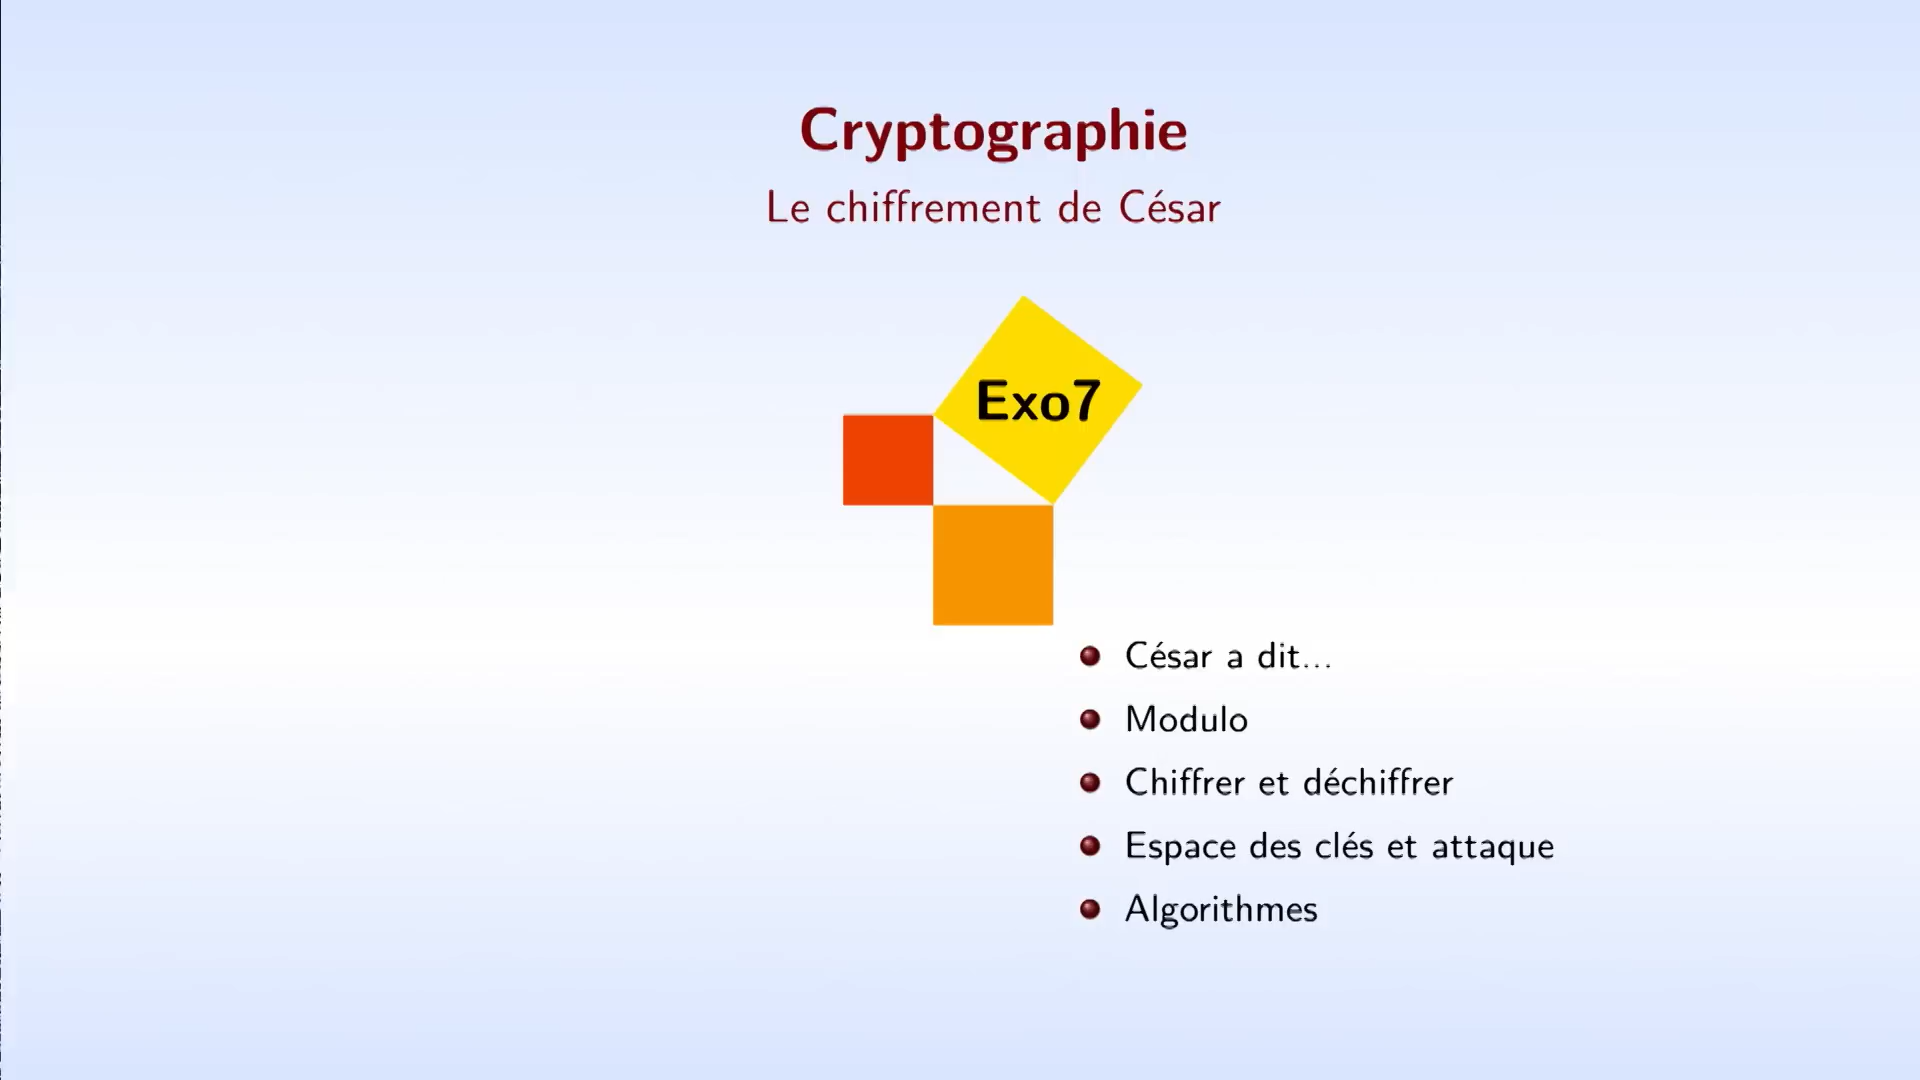 Cryptographie
Le chiffrement de César
Exo7
César a dit...
Modulo
Chiffrer et déchiffrer
Espace des clés et attaque
Algorithmes